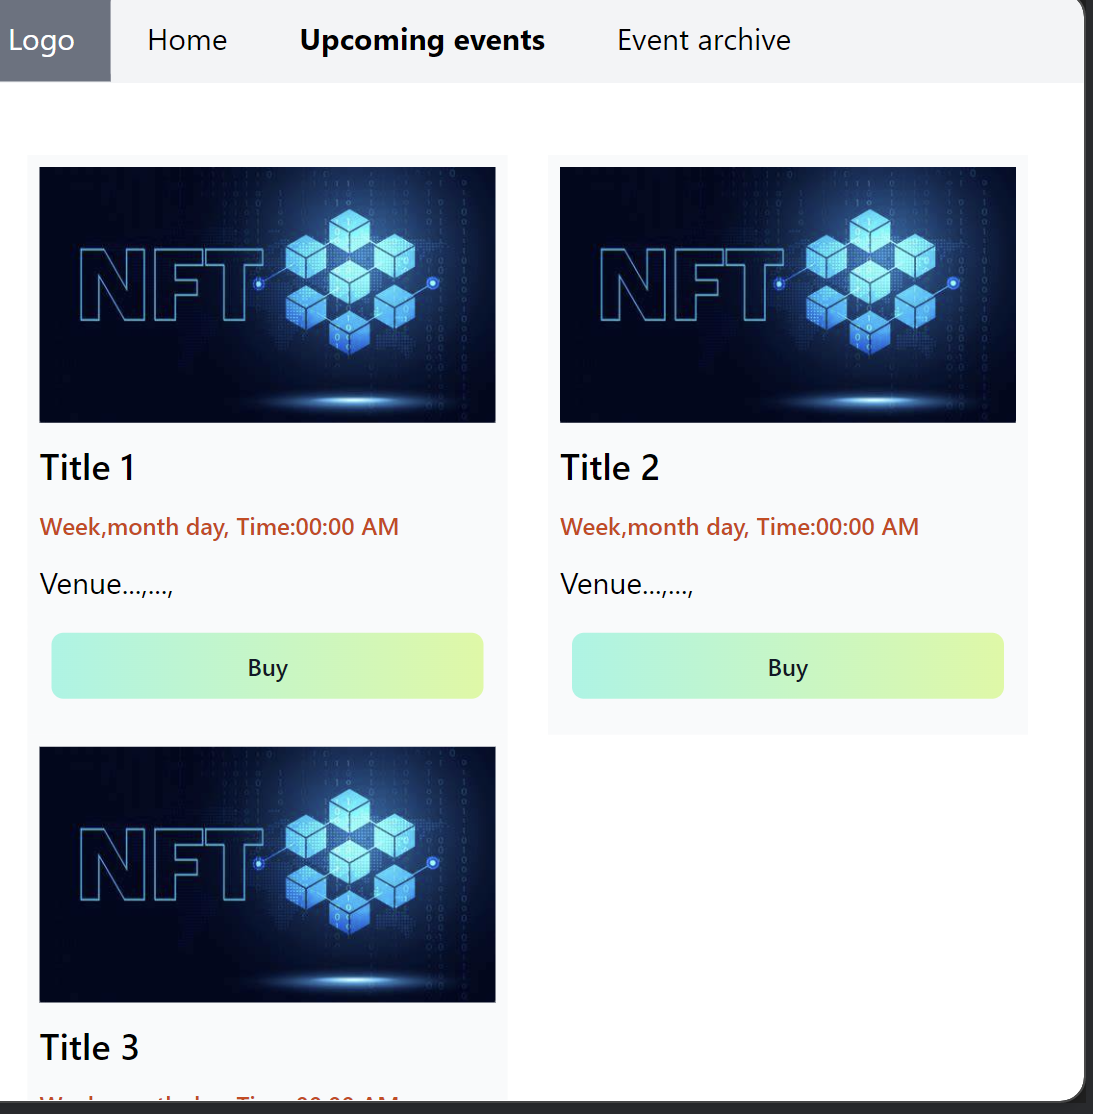 Logo Home Upcoming events Event archive
NFT
Title 1
Week,month day, Time:00:00 AM
Venue...,...,
Buy
NFT
Title 2
Week,month day, Time:00:00 AM
Venue...,...,
Buy
NFT
Title 3